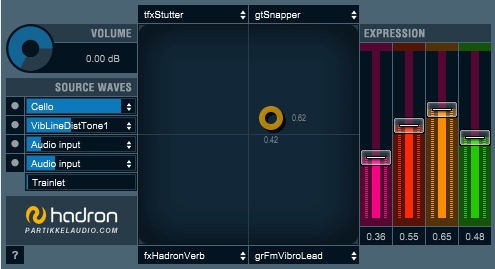 VOLUME
0.00 dB
tfxStutter
gtSnapper
EXPRESSION
SOURCE WAVES
Cello
VibLineDistTone1
Audio input
Audio input
Trainlet
0.62
0.42
hadron
PARTIKKELAUDIO.COM
?
tfxHadronVerb
grFmVibroLead
0.36
0.55
0.65
0.48